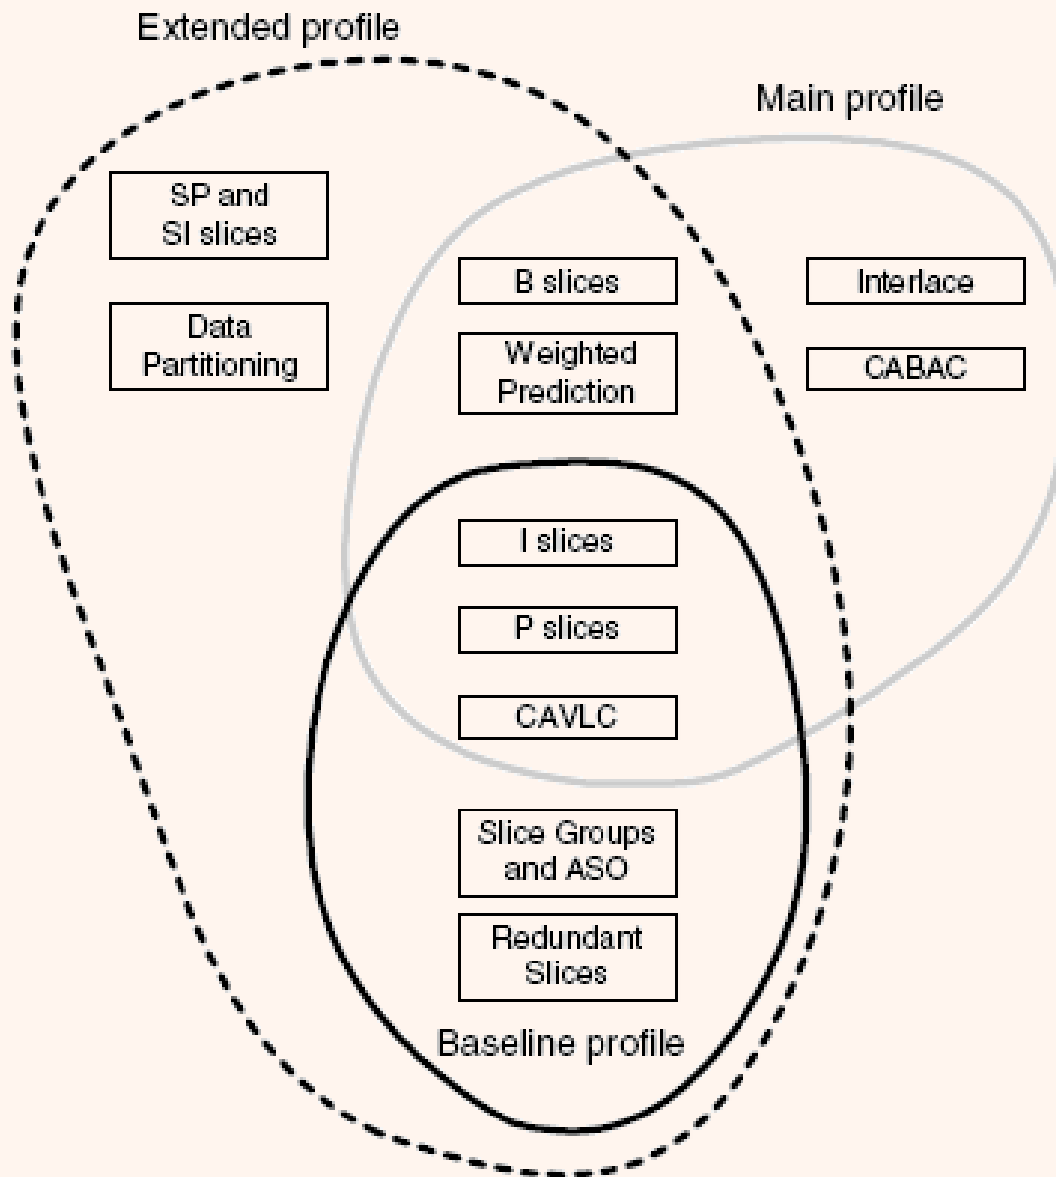 Extended profile
Main profile
SP and
SI slices
B slices
Interlace
Data
Partitioning
Weighted
Prediction
CABAC
I slices
P slices
CAVLC
Slice Groups
and ASO
Redundant
Slices
Baseline profile